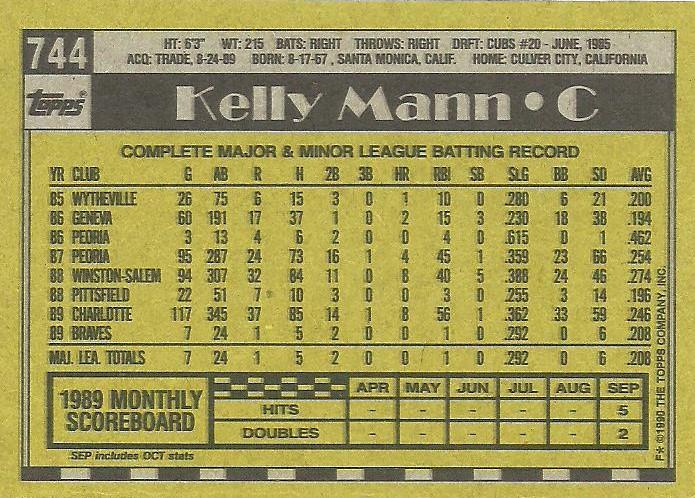 744
HT: 6'3" WT: 215 BATS: RIGHT THROWS: RIGHT DRFT: CUBS #20 - JUNE, 1985
ACQ: TRADE, 8-24-89 BORN: 8-17-67, SANTA MONICA, CALIF. HOME: CULVER CITY, CALIFORNIA
Topps®
Kelly Mann • C
COMPLETE MAJOR & MINOR LEAGUE BATTING RECORD
YR CLUB G AB R H 2B 3B HR RBI SB SLG BB SO AVG
85 WYTHEVILLE 26 75 6 15 3 0 1 10 0 .280 6 21 .200
86 GENEVA 60 191 17 37 1 0 2 15 3 .230 18 38 .194
86 PEORIA 3 13 4 6 2 0 0 4 0 .615 0 1 .462
87 PEORIA 95 287 24 73 16 1 4 45 1 .359 23 66 .254
88 WINSTON-SALEM 94 307 32 84 11 0 8 40 5 .388 24 46 .274
88 PITTSFIELD 22 51 7 10 3 0 0 3 0 .255 3 14 .196
89 CHARLOTTE 117 345 37 85 14 1 8 56 1 .362 33 59 .246
89 BRAVES 7 24 1 5 2 0 0 1 0 .292 0 6 .208
MAJ. LEA. TOTALS 7 24 1 5 2 0 0 1 0 .292 0 6 .208
1989 MONTHLY SCOREBOARD
APR MAY JUN JUL AUG SEP
HITS - - - - - 5
DOUBLES - - - - - 2
SEP includes OCT stats
F* ©1990 THE TOPPS COMPANY, INC.